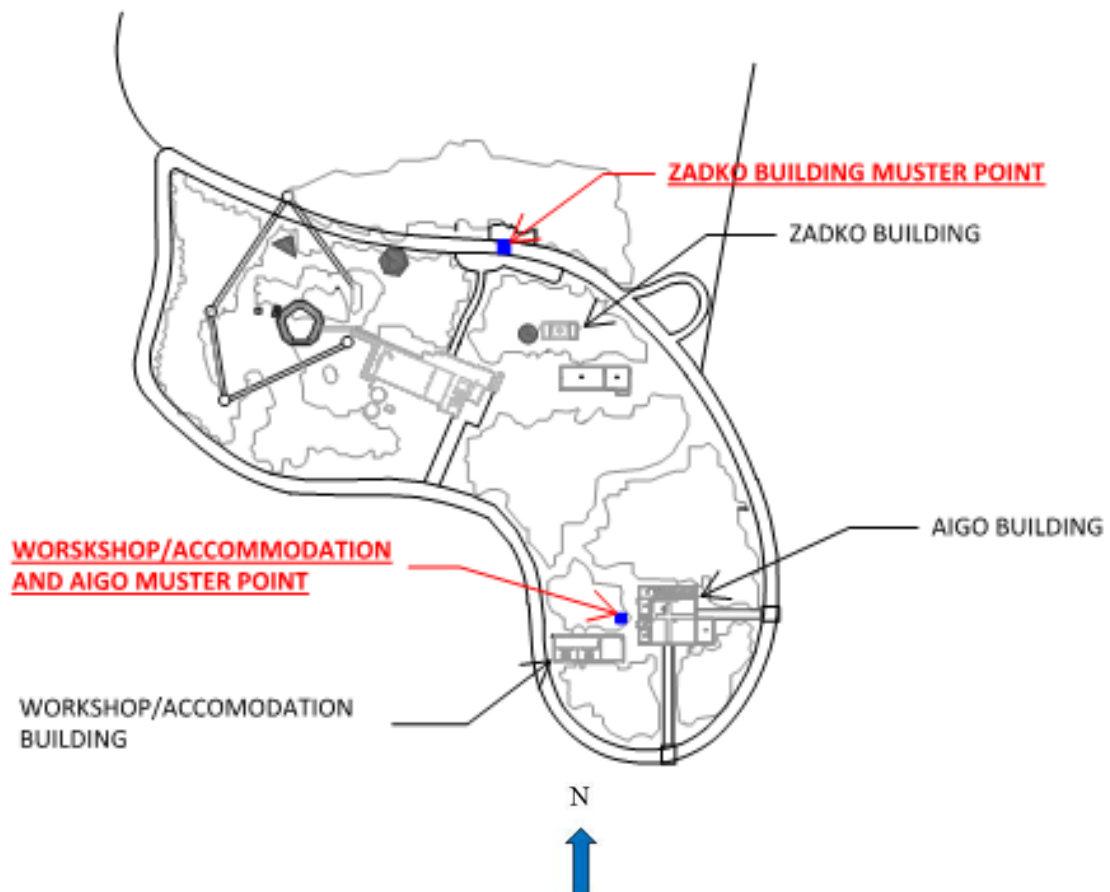 ZADKO BUILDING MUSTER POINT
ZADKO BUILDING
AIGO BUILDING
WORSKSHOP/ACCOMMODATION
AND AIGO MUSTER POINT
WORKSHOP/ACCOMODATION
BUILDING
N